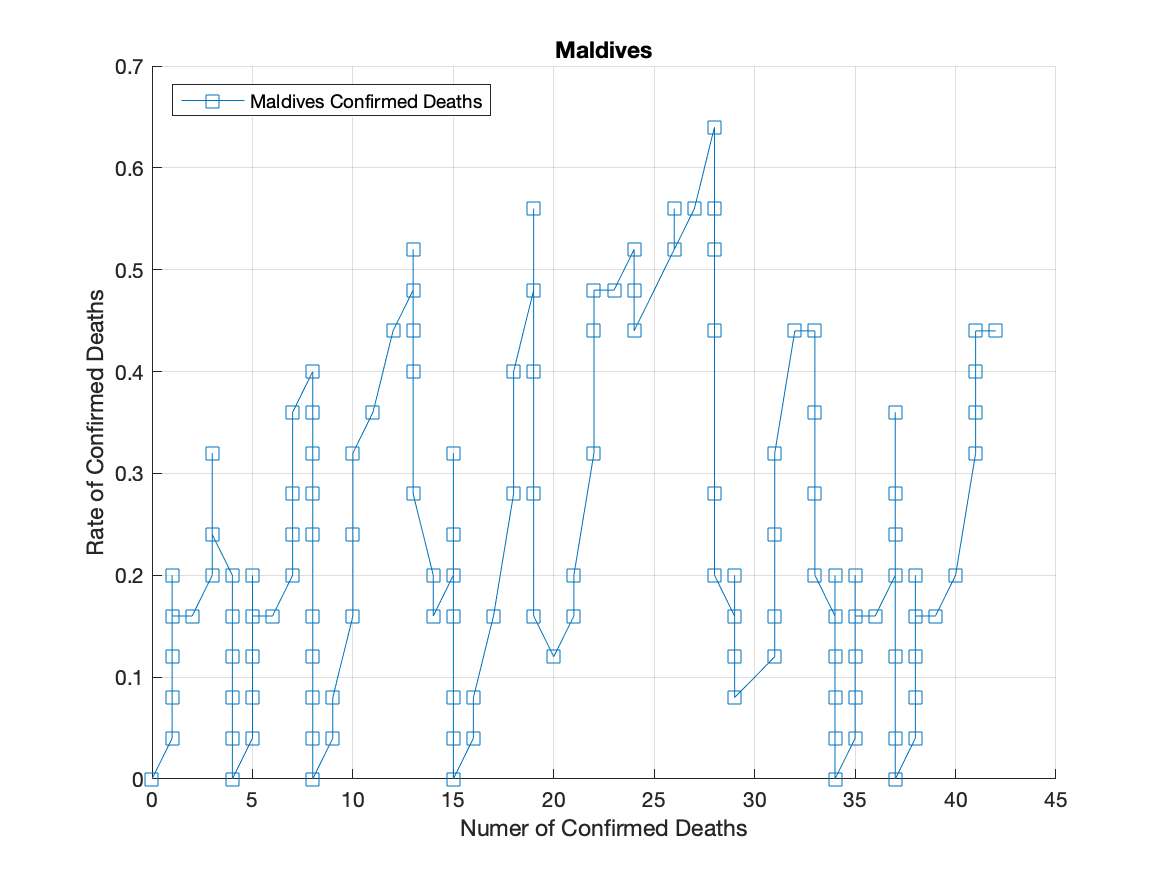 Maldives
Maldives Confirmed Deaths
Rate of Confirmed Deaths
0.7
0.6
0.5
0.4
0.3
0.2
0.1
0
0 5 10 15 20 25 30 35 40 45
Numer of Confirmed Deaths